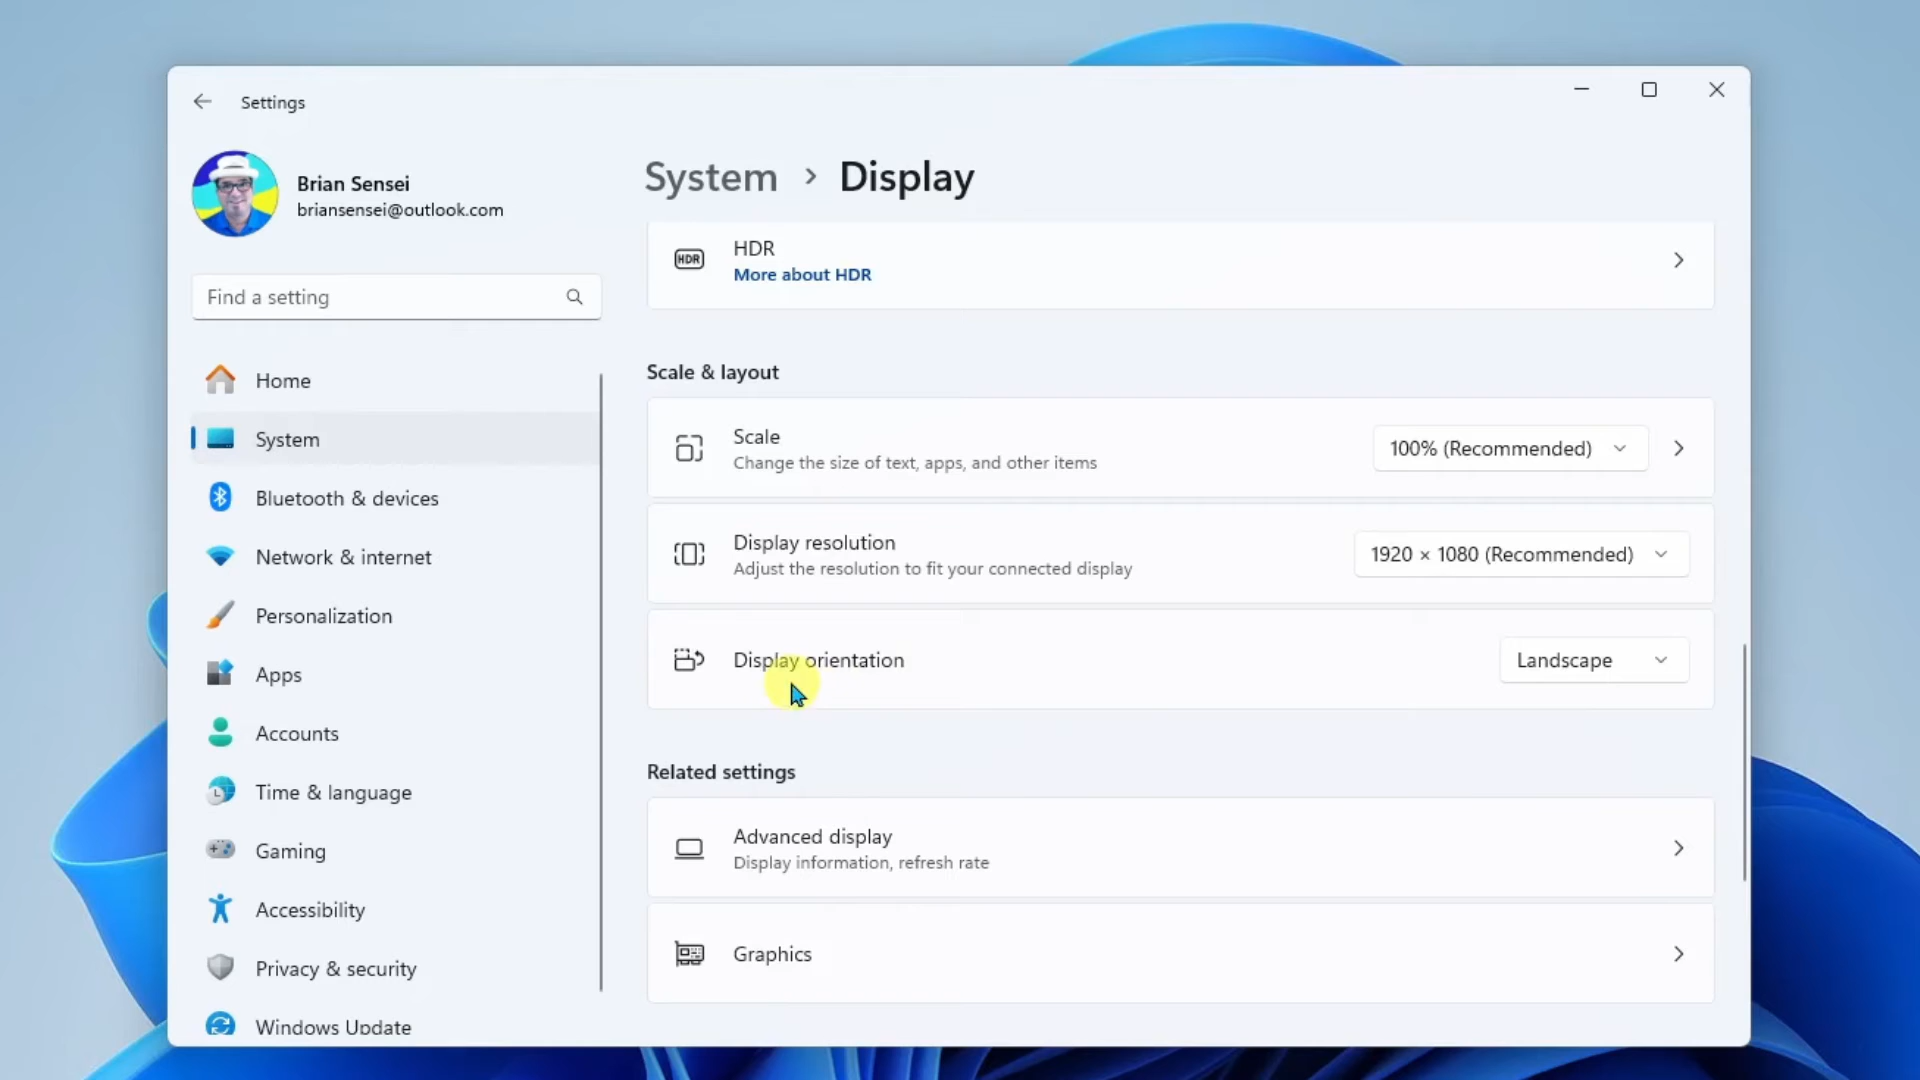 Settings
Brian Sensei
briansensei@outlook.com
Find a setting
Home
System
Bluetooth & devices
Network & internet
Personalization
Apps
Accounts
Time & language
Gaming
Accessibility
Privacy & security
Windows Update
System > Display
HDR
HDR
More about HDR
Scale & layout
Scale
Change the size of text, apps, and other items
100% (Recommended)
Display resolution
Adjust the resolution to fit your connected display
1920 × 1080 (Recommended)
Display orientation
Landscape
Related settings
Advanced display
Display information, refresh rate
Graphics